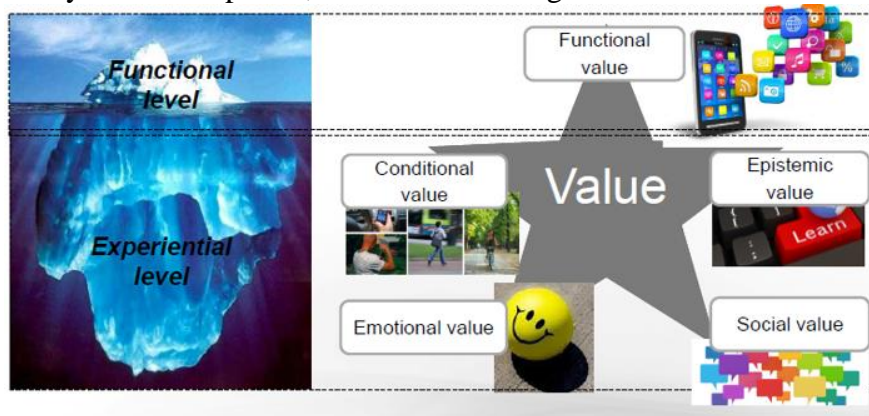 Functional
value
Functional
level
Conditional
value
Value
Epistemic
value
Learn
Experiential
level
Emotional value
Social value